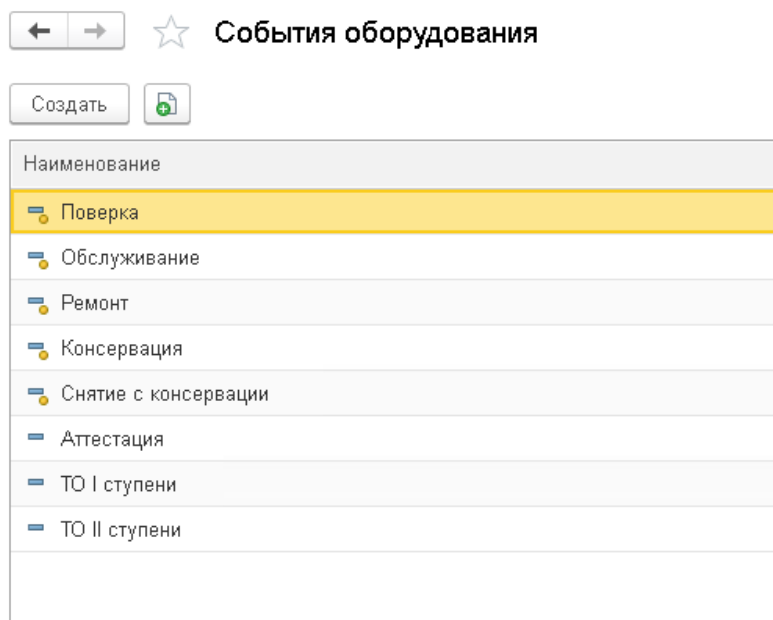 События оборудования
Создать
Наименование
Поверка
Обслуживание
Ремонт
Консервация
Снятие с консервации
Аттестация
ТО I ступени
ТО II ступени